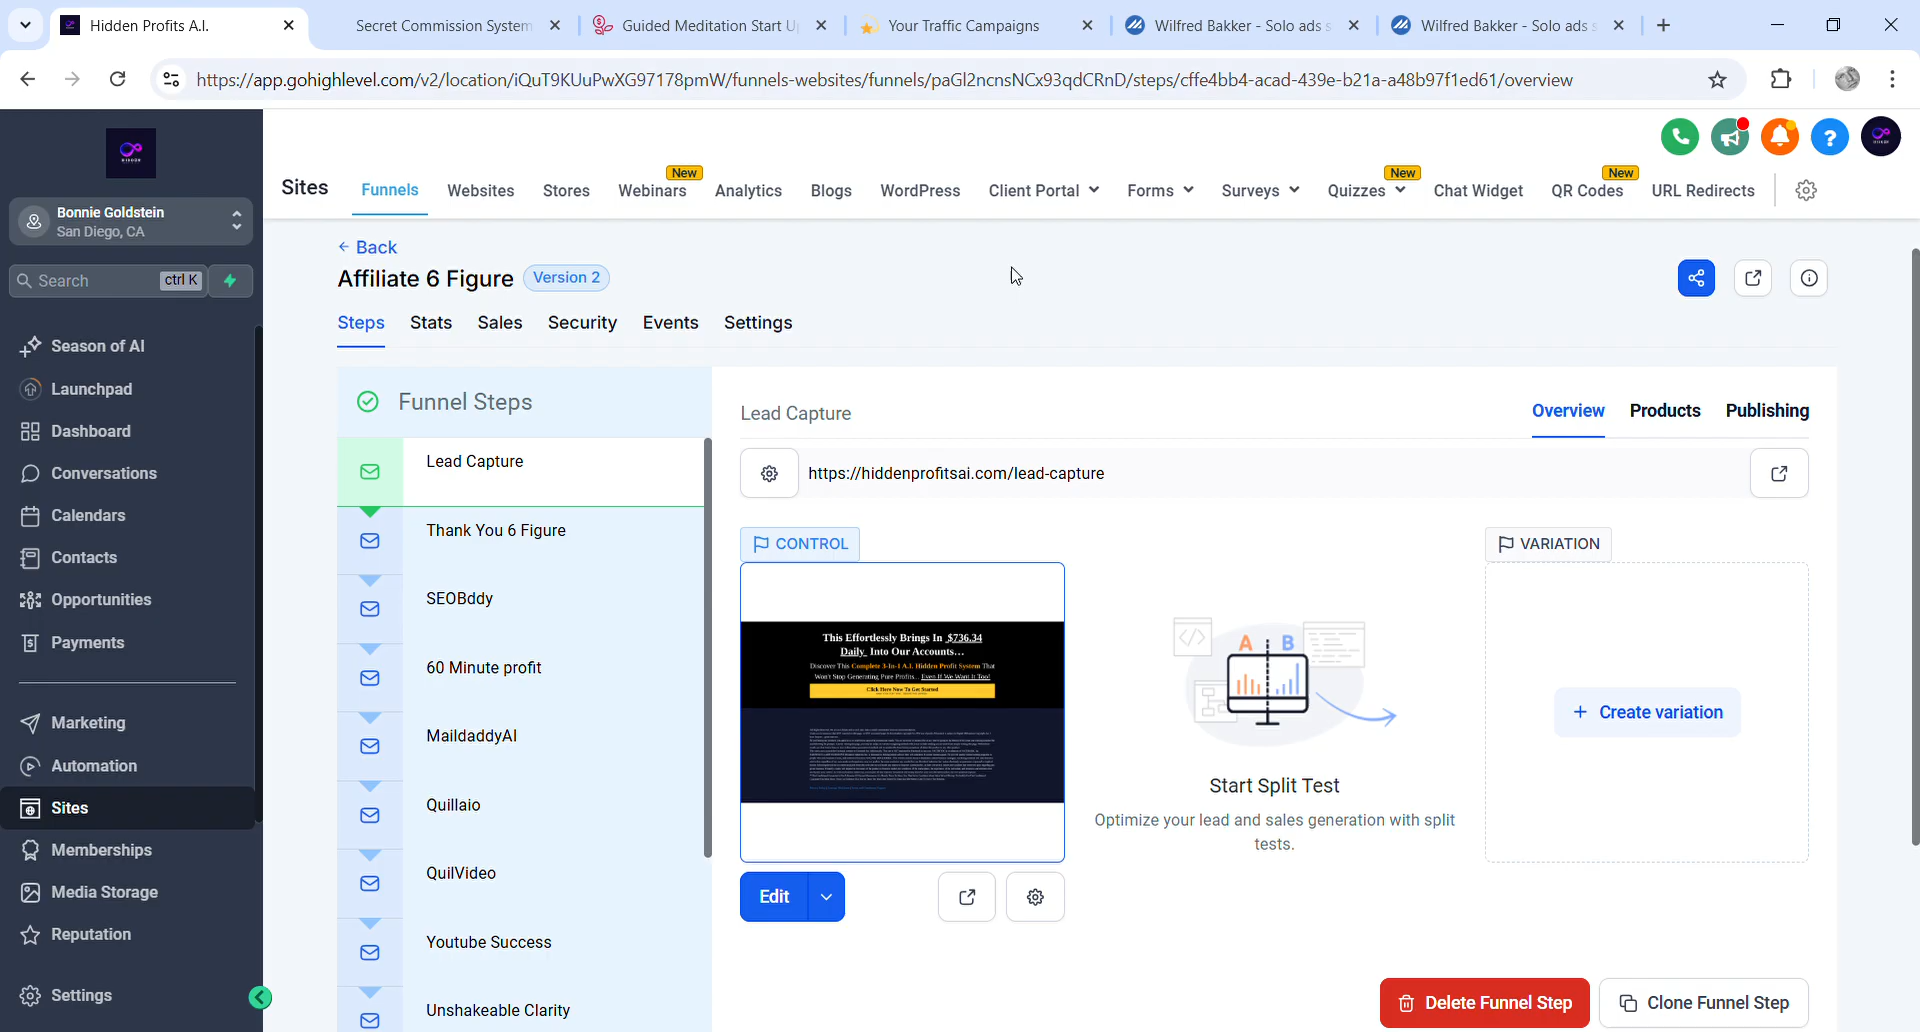 Hidden Profits A.I.
Secret Commission System
Guided Meditation Start U
Your Traffic Campaigns
Wilfred Bakker - Solo ads s
Wilfred Bakker - Solo ads s
https://app.gohighlevel.com/v2/location/iQuT9KUuPwXG97178pmW/funnels-websites/funnels/paGl2ncnsNCx93qdCRnD/steps/cffe4bb4-acad-439e-b21a-a48b97f1ed61/overview
Bonnie Goldstein
San Diego, CA
Search
ctrl K
Season of AI
Launchpad
Dashboard
Conversations
Calendars
Contacts
Opportunities
Payments
Marketing
Automation
Sites
Memberships
Media Storage
Reputation
Settings
Sites
Funnels
Websites
Stores
Webinars
New
Analytics
Blogs
WordPress
Client Portal
Forms
Surveys
Quizzes
New
Chat Widget
QR Codes
New
URL Redirects
Back
Affiliate 6 Figure
Version 2
Steps
Stats
Sales
Security
Events
Settings
Funnel Steps
Lead Capture
Thank You 6 Figure
SEOBddy
60 Minute profit
MaildaddyAI
Quillaio
QuilVideo
Youtube Success
Unshakeable Clarity
Lead Capture
Overview
Products
Publishing
https://hiddenprofitsai.com/lead-capture
CONTROL
This Effortlessly Brings In $736.34
Daily Into Our Accounts…
Discover This Complete 3-In-1 A.I. Hidden Profit System That
Won't Stop Generating Pure Profits... Even If We Want It Too!
Click Here Now To Get Started
Edit
A B
Start Split Test
Optimize your lead and sales generation with split
tests.
VARIATION
+ Create variation
Delete Funnel Step
Clone Funnel Step